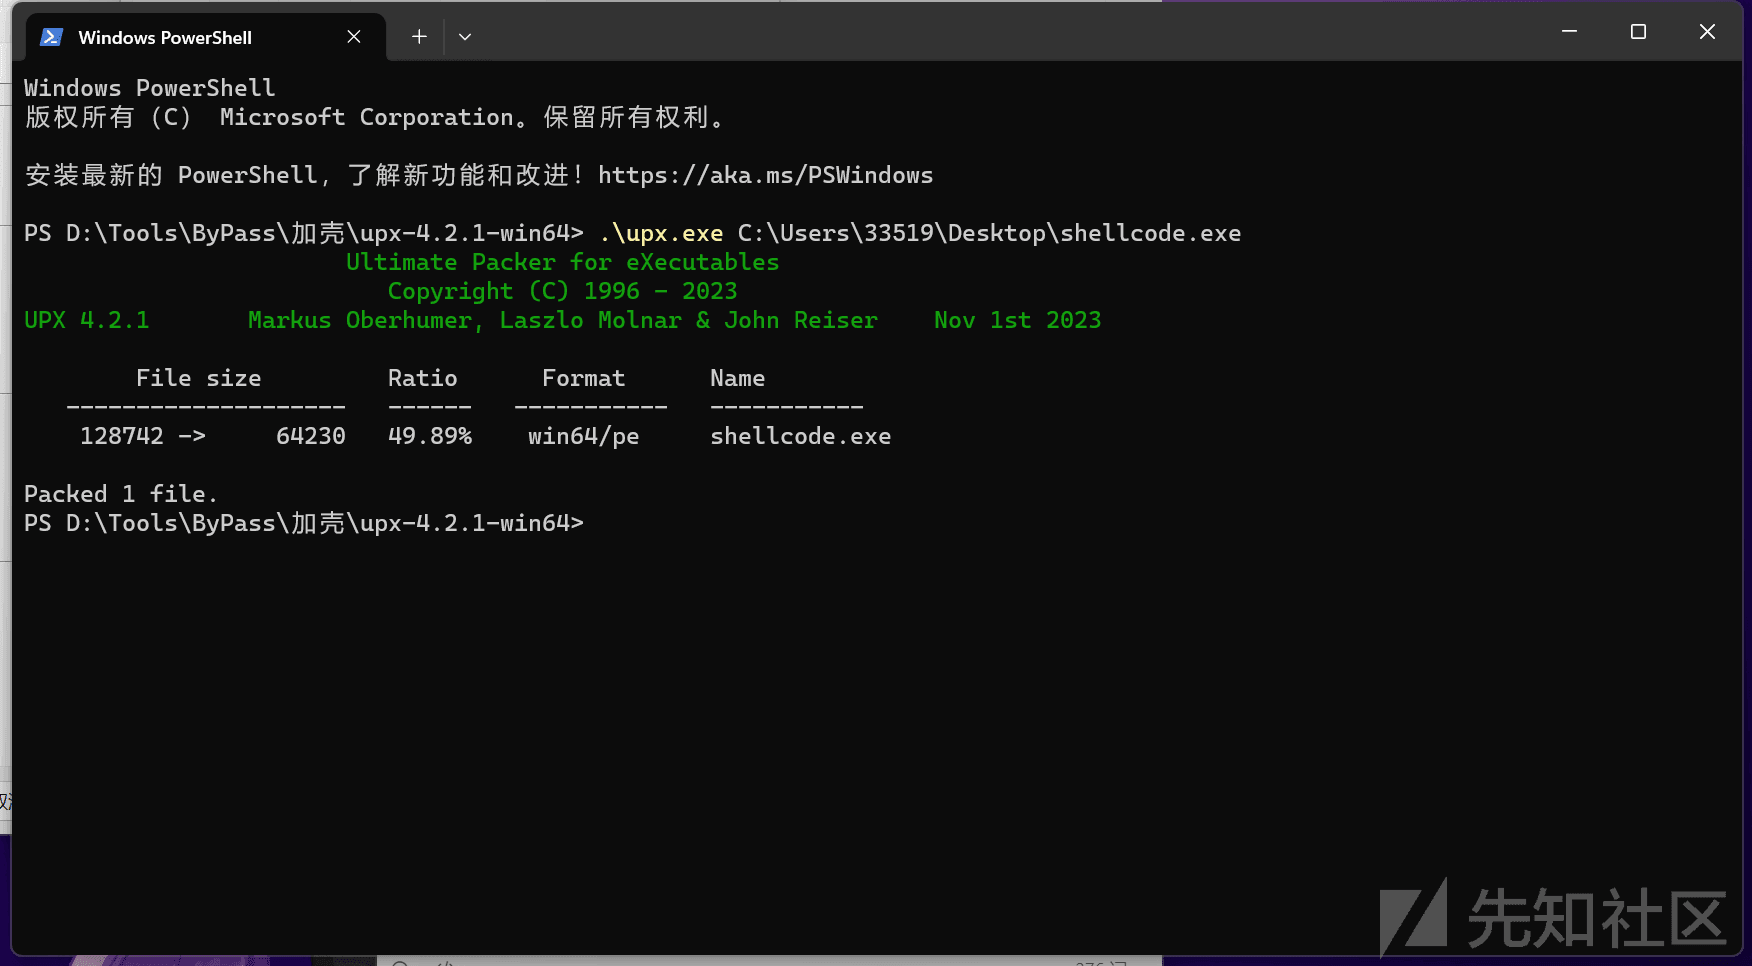 Windows PowerShell
Windows PowerShell
版权所有 (C) Microsoft Corporation。保留所有权利。
安装最新的 PowerShell，了解新功能和改进！https://aka.ms/PSWindows
PS D:\Tools\ByPass\加壳\upx-4.2.1-win64> .\upx.exe C:\Users\33519\Desktop\shellcode.exe
Ultimate Packer for eXecutables
Copyright (C) 1996 - 2023
UPX 4.2.1 Markus Oberhumer, Laszlo Molnar & John Reiser Nov 1st 2023
File size Ratio Format Name
-------------------- ------ ----------- -----------
128742 -> 64230 49.89% win64/pe shellcode.exe
Packed 1 file.
PS D:\Tools\ByPass\加壳\upx-4.2.1-win64>
先知社区